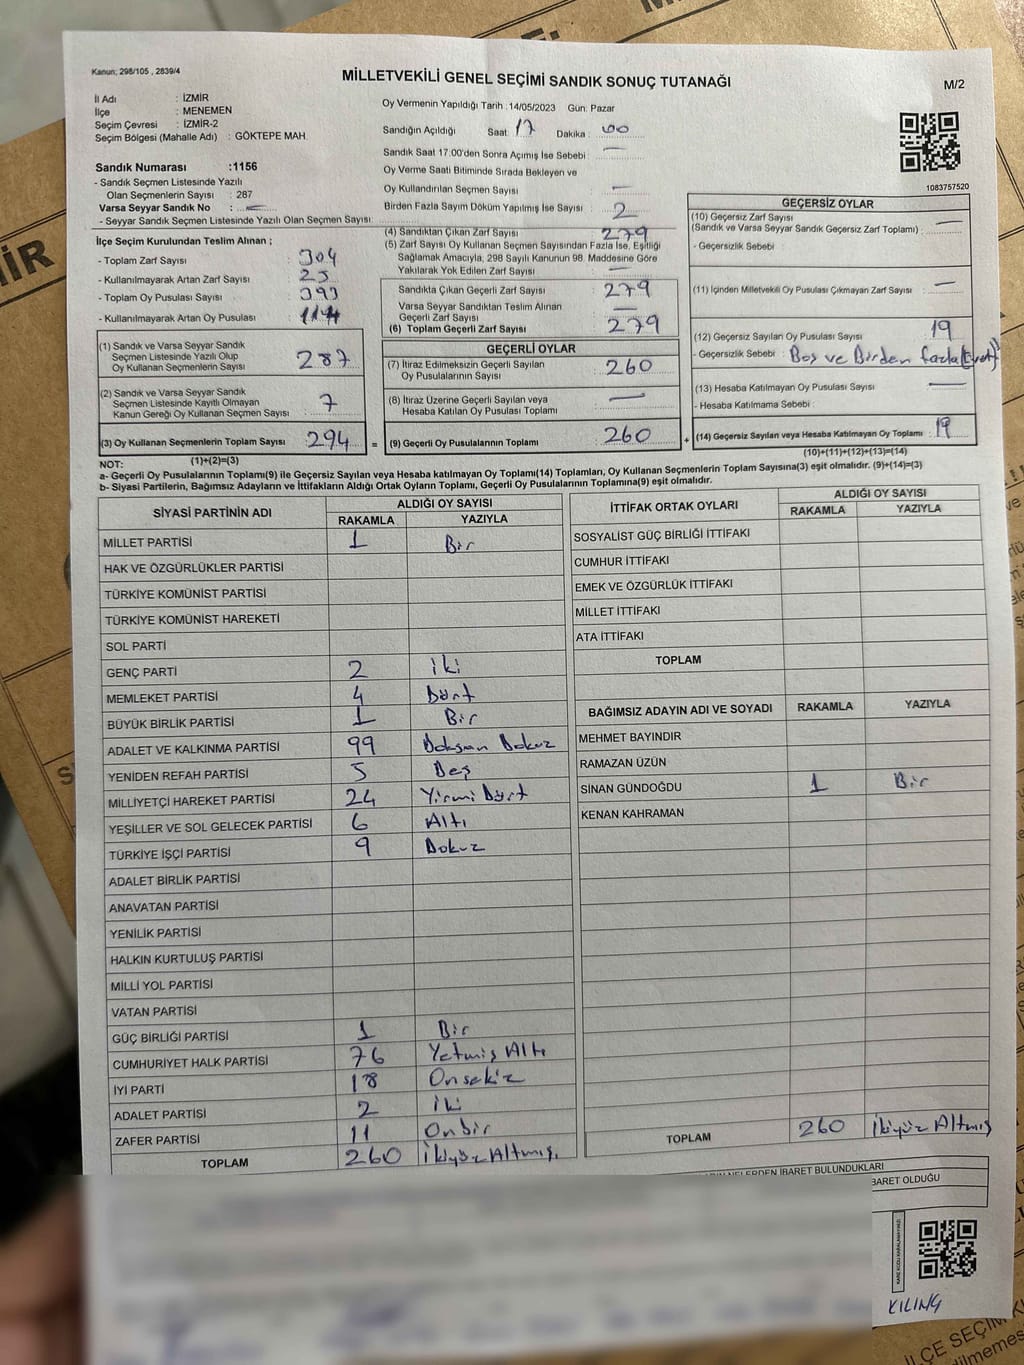 Kanun; 298/105 , 2839/4
MİLLETVEKİLİ GENEL SEÇİMİ SANDIK SONUÇ TUTANAĞI
M/2
İl Adı : İZMİR
İlçe : MENEMEN
Seçim Çevresi : İZMİR-2
Seçim Bölgesi (Mahalle Adı) : GÖKTEPE MAH.
Sandık Numarası :1156
- Sandık Seçmen Listesinde Yazılı
Olan Seçmenlerin Sayısı : 287
Varsa Seyyar Sandık No : —
- Seyyar Sandık Seçmen Listesinde Yazılı Olan Seçmen Sayısı:
Oy Vermenin Yapıldığı Tarih :14/05/2023 Gün: Pazar
Sandığın Açıldığı Saat: 17 Dakika : 00
Sandık Saat 17:00'den Sonra Açımış İse Sebebi : —
Oy Verme Saati Bitiminde Sırada Bekleyen ve
Oy Kullandırılan Seçmen Sayısı : —
Birden Fazla Sayım Döküm Yapılmış İse Sayısı : 2
1083757520
İlçe Seçim Kurulundan Teslim Alınan ;
- Toplam Zarf Sayısı : 304
- Kullanılmayarak Artan Zarf Sayısı : 25
- Toplam Oy Pusulası Sayısı : 393
- Kullanılmayarak Artan Oy Pusulası : 114
(1) Sandık ve Varsa Seyyar Sandık
Seçmen Listesinde Yazılı Olup
Oy Kullanan Seçmenlerin Sayısı : 287
(2) Sandık ve Varsa Seyyar Sandık
Seçmen Listesinde Kayıtlı Olmayan
Kanun Gereği Oy Kullanan Seçmen Sayısı : 7
(3) Oy Kullanan Seçmenlerin Toplam Sayısı : 294 =
(1)+(2)=(3)
(4) Sandıktan Çıkan Zarf Sayısı : 279
(5) Zarf Sayısı Oy Kullanan Seçmen Sayısından Fazla İse, Eşitliği
Sağlamak Amacıyla, 298 Sayılı Kanunun 98. Maddesine Göre
Yakılarak Yok Edilen Zarf Sayısı : —
Sandıkta Çıkan Geçerli Zarf Sayısı : 279
Varsa Seyyar Sandıktan Teslim Alınan
Geçerli Zarf Sayısı : —
(6) Toplam Geçerli Zarf Sayısı : 279
GEÇERLİ OYLAR
(7) İtiraz Edilmeksizin Geçerli Sayılan
Oy Pusulalarının Sayısı : 260
(8) İtiraz Üzerine Geçerli Sayılan veya
Hesaba Katılan Oy Pusulası Toplamı : —
(9) Geçerli Oy Pusulalarının Toplamı : 260 +
GEÇERSİZ OYLAR
(10) Geçersiz Zarf Sayısı
(Sandık ve Varsa Seyyar Sandık Geçersiz Zarf Toplamı) : —
- Geçersizlik Sebebi :
(11) İçinden Milletvekili Oy Pusulası Çıkmayan Zarf Sayısı : —
(12) Geçersiz Sayılan Oy Pusulası Sayısı : 19
- Geçersizlik Sebebi : Boş ve Birden fazla (Evet)
(13) Hesaba Katılmayan Oy Pusulası Sayısı : —
- Hesaba Katılmama Sebebi :
(14) Geçersiz Sayılan veya Hesaba Katılmayan Oy Toplamı : 19
(10)+(11)+(12)+(13)=(14)
NOT:
a- Geçerli Oy Pusulalarının Toplamı(9) ile Geçersiz Sayılan veya Hesaba katılmayan Oy Toplamı(14) Toplamları, Oy Kullanan Seçmenlerin Toplam Sayısına(3) eşit olmalıdır. (9)+(14)=(3)
b- Siyasi Partilerin, Bağımsız Adayların ve İttifakların Aldığı Ortak Oyların Toplamı, Geçerli Oy Pusulalarının Toplamına(9) eşit olmalıdır.
SİYASİ PARTİNİN ADI ALDIĞI OY SAYISI
RAKAMLA YAZIYLA
MİLLET PARTİSİ 1 Bir
HAK VE ÖZGÜRLÜKLER PARTİSİ
TÜRKİYE KOMÜNİST PARTİSİ
TÜRKİYE KOMÜNİST HAREKETİ
SOL PARTİ
GENÇ PARTİ 2 İki
MEMLEKET PARTİSİ 4 Dört
BÜYÜK BİRLİK PARTİSİ 1 Bir
ADALET VE KALKINMA PARTİSİ 99 Doksan Dokuz
YENİDEN REFAH PARTİSİ 5 Beş
MİLLİYETÇİ HAREKET PARTİSİ 24 Yirmi Dört
YEŞİLLER VE SOL GELECEK PARTİSİ 6 Altı
TÜRKİYE İŞÇİ PARTİSİ 9 Dokuz
ADALET BİRLİK PARTİSİ
ANAVATAN PARTİSİ
YENİLİK PARTİSİ
HALKIN KURTULUŞ PARTİSİ
MİLLİ YOL PARTİSİ
VATAN PARTİSİ
GÜÇ BİRLİĞİ PARTİSİ 1 Bir
CUMHURİYET HALK PARTİSİ 76 Yetmiş Altı
İYİ PARTİ 18 Onsekiz
ADALET PARTİSİ 2 İki
ZAFER PARTİSİ 11 Onbir
TOPLAM 260 İkiyüz Altmış
İTTİFAK ORTAK OYLARI ALDIĞI OY SAYISI
RAKAMLA YAZIYLA
SOSYALİST GÜÇ BİRLİĞİ İTTİFAKI
CUMHUR İTTİFAKI
EMEK VE ÖZGÜRLÜK İTTİFAKI
MİLLET İTTİFAKI
ATA İTTİFAKI
TOPLAM
BAĞIMSIZ ADAYIN ADI VE SOYADI RAKAMLA YAZIYLA
MEHMET BAYINDIR
RAMAZAN ÜZÜN
SİNAN GÜNDOĞDU 1 Bir
KENAN KAHRAMAN
TOPLAM 260 İkiyüz Altmış
NELERDEN İBARET BULUNDUKLARI
BARET OLDUĞU
KILINÇ
İLÇE SEÇİM